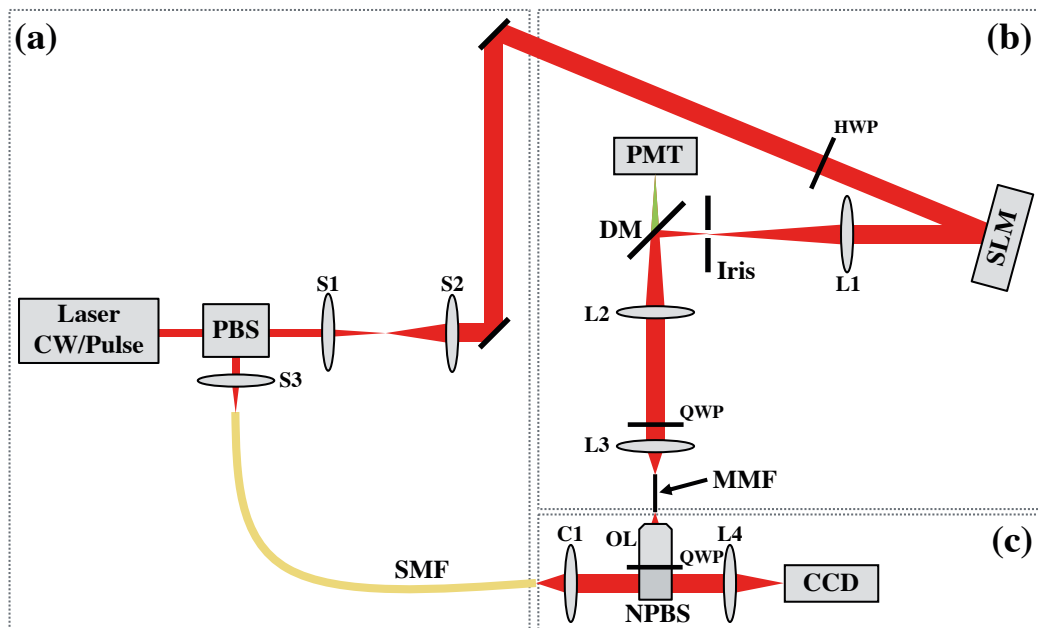 (a)
(b)
HWP
PMT
SLM
DM
Iris
L1
S1
S2
L2
Laser
CW/Pulse
PBS
S3
QWP
L3
MMF
(c)
C1
OL
L4
QWP
SMF
CCD
NPBS